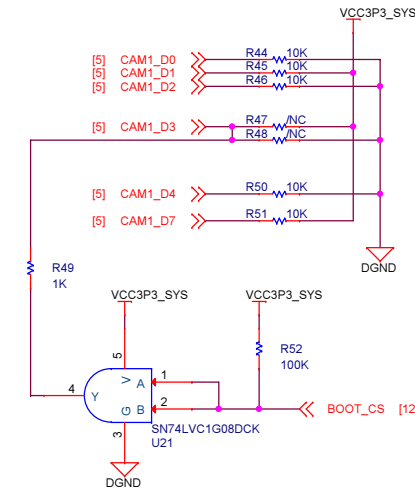 VCC3P3_SYS
[5] CAM1_D0 R44 10K
[5] CAM1_D1 R45 10K
[5] CAM1_D2 R46 10K
[5] CAM1_D3 R47 /NC
R48 /NC
[5] CAM1_D4 R50 10K
[5] CAM1_D7 R51 10K
DGND
R49
1K
VCC3P3_SYS VCC3P3_SYS
R52
100K
5
V A 1
4 Y
G B 2
BOOT_CS [12
3
SN74LVC1G08DCK
U21
DGND